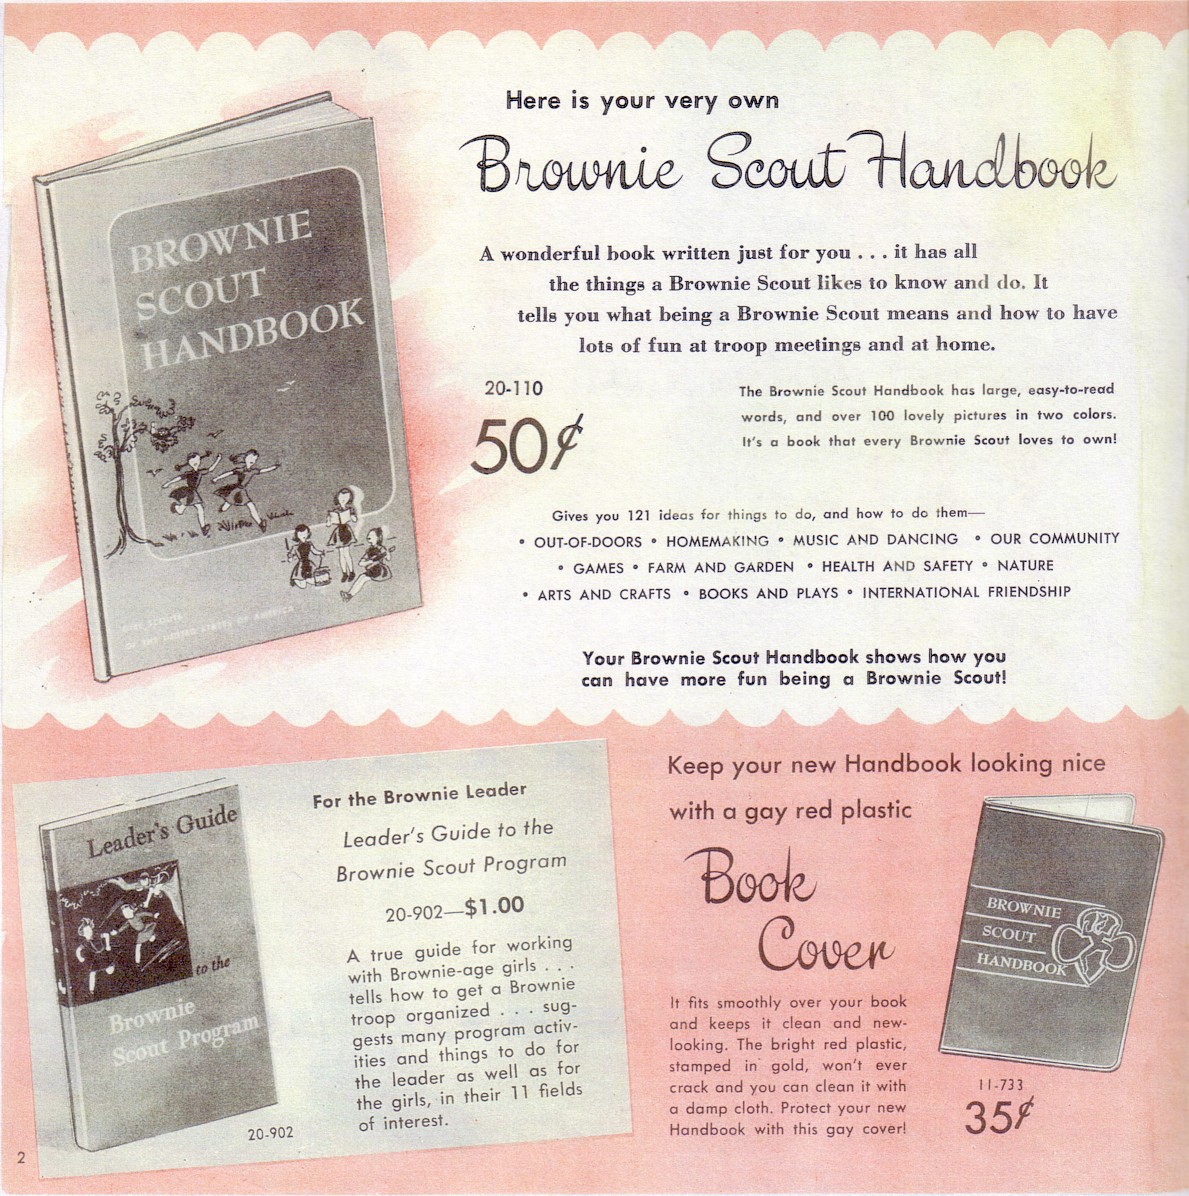 Here is your very own
Brownie Scout Handbook
BROWNIE
SCOUT
HANDBOOK
GIRL SCOUTS
OF THE UNITED STATES OF AMERICA
A wonderful book written just for you . . . it has all
the things a Brownie Scout likes to know and do. It
tells you what being a Brownie Scout means and how to have
lots of fun at troop meetings and at home.
20-110
50¢
The Brownie Scout Handbook has large, easy-to-read
words, and over 100 lovely pictures in two colors.
It's a book that every Brownie Scout loves to own!
Gives you 121 ideas for things to do, and how to do them—
• OUT-OF-DOORS • HOMEMAKING • MUSIC AND DANCING • OUR COMMUNITY
• GAMES • FARM AND GARDEN • HEALTH AND SAFETY • NATURE
• ARTS AND CRAFTS • BOOKS AND PLAYS • INTERNATIONAL FRIENDSHIP
Your Brownie Scout Handbook shows how you
can have more fun being a Brownie Scout!
Leader's Guide
to the
Brownie
Scout Program
20-902
For the Brownie Leader
Leader's Guide to the
Brownie Scout Program
20-902—$1.00
A true guide for working
with Brownie-age girls . . .
tells how to get a Brownie
troop organized . . . sug-
gests many program activ-
ities and things to do for
the leader as well as for
the girls, in their 11 fields
of interest.
Keep your new Handbook looking nice
with a gay red plastic
Book
Cover
It fits smoothly over your book
and keeps it clean and new-
looking. The bright red plastic,
stamped in gold, won't ever
crack and you can clean it with
a damp cloth. Protect your new
Handbook with this gay cover!
BROWNIE
SCOUT
HANDBOOK
11-733
35¢
2